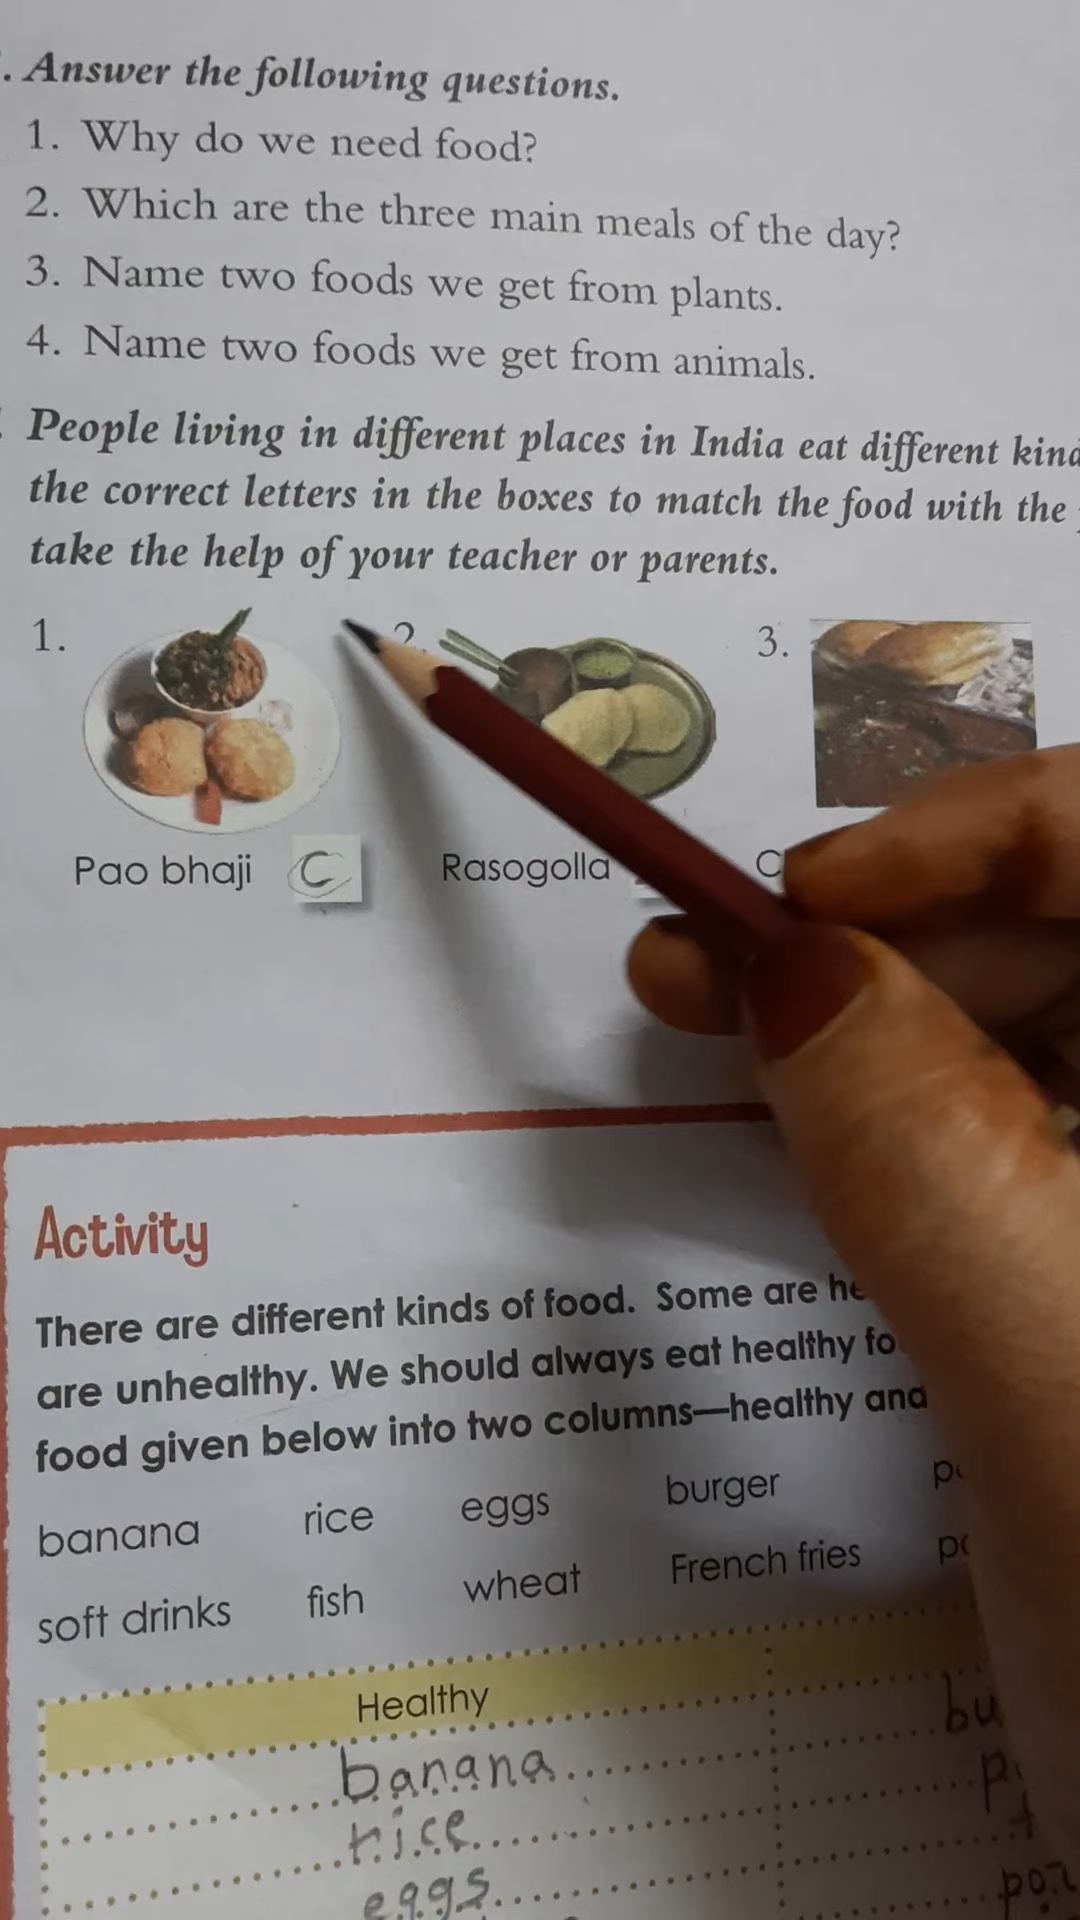 . Answer the following questions.
1. Why do we need food?
2. Which are the three main meals of the day?
3. Name two foods we get from plants.
4. Name two foods we get from animals.
People living in different places in India eat different
the correct letters in the boxes to match the food with the
take the help of your teacher or parents.
1. 2. 3.
Pao bhaji C Rasogolla C
Activity
There are different kinds of food. Some are
are unhealthy. We should always eat healthy
food given below into two columns—healthy and
banana rice eggs burger
soft drinks fish wheat French fries
Healthy
banana
rice
eggs